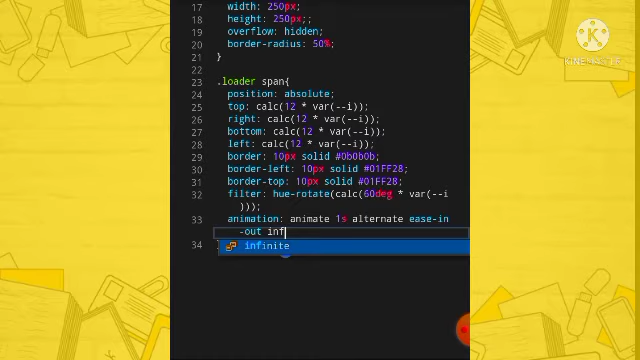 17 width: 250px;
18 height: 250px;;
19 overflow: hidden;
20 border-radius: 50%;
21 }
22
23 .loader span{
24 position: absolute;
25 top: calc(12 * var(--i));
26 right: calc(12 * var(--i));
27 bottom: calc(12 * var(--i));
28 left: calc(12 * var(--i));
29 border: 10px solid #0b0b0b;
30 border-left: 10px solid #01FF28;
31 border-top: 10px solid #01FF28;
32 filter: hue-rotate(calc(60deg * var(--i
)));
33 animation: animate 1s alternate ease-in
-out inf
infinite
34
KINEMASTER